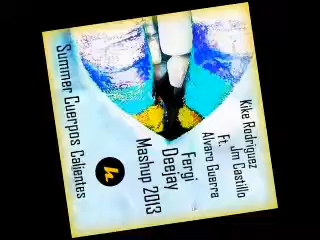 Kike Rodriguez
Jm Castillo
Ft.
Alvaro Guerra
Fergi
Deejay
Mashup 2013
h
Summer Cuerpos Calientes